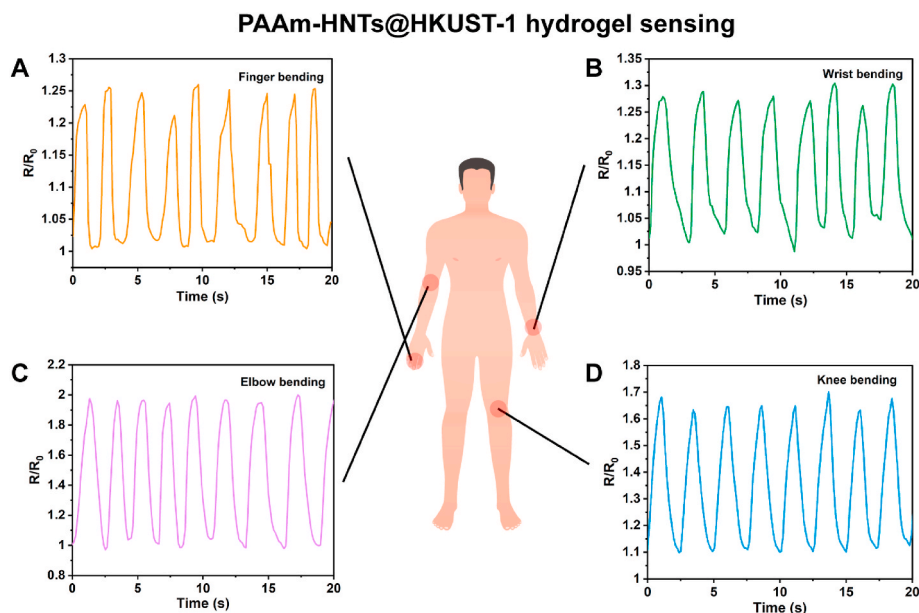 PAAm-HNTs@HKUST-1 hydrogel sensing
A
Finger bending
R/R0
1.25
1.2
1.15
1.1
1.05
1
0 5 10 15 20
Time (s)
B
Wrist bending
R/R0
1.35
1.3
1.25
1.2
1.15
1.1
1.05
1
0.95
0 5 10 15 20
Time (s)
C
Elbow bending
R/R0
2.2
2
1.8
1.6
1.4
1.2
1
0.8
0 5 10 15 20
Time (s)
D
Knee bending
R/R0
1.8
1.7
1.6
1.5
1.4
1.3
1.2
1.1
1
0 5 10 15 20
Time (s)